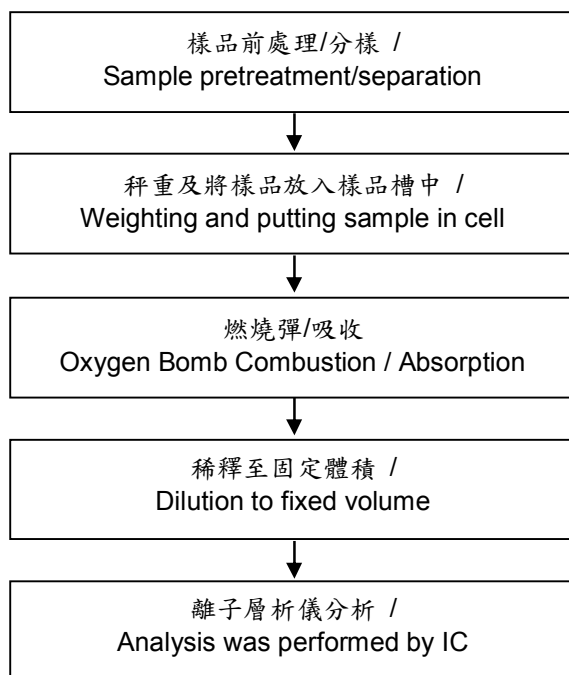 樣品前處理/分樣 /
Sample pretreatment/separation
秤重及將樣品放入樣品槽中 /
Weighting and putting sample in cell
燃燒彈/吸收
Oxygen Bomb Combustion / Absorption
稀釋至固定體積 /
Dilution to fixed volume
離子層析儀分析 /
Analysis was performed by IC